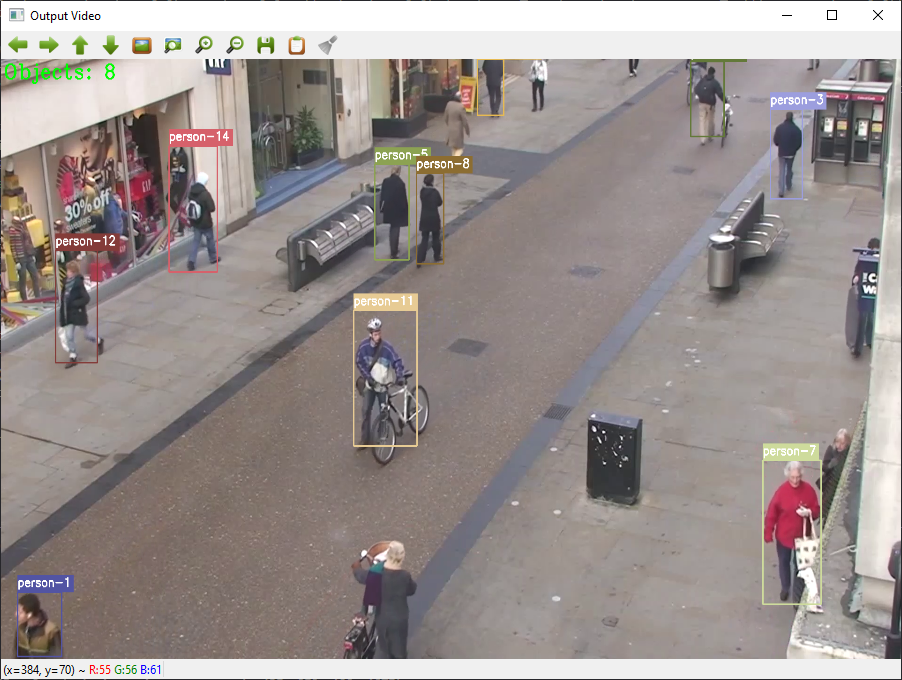 Output Video
Objects: 8
person-14
person-3
person-5
person-8
30% off
GAP
person-12
person-11
person-7
person-1
(x=384, y=70) ~ R:55 G:56 B:61